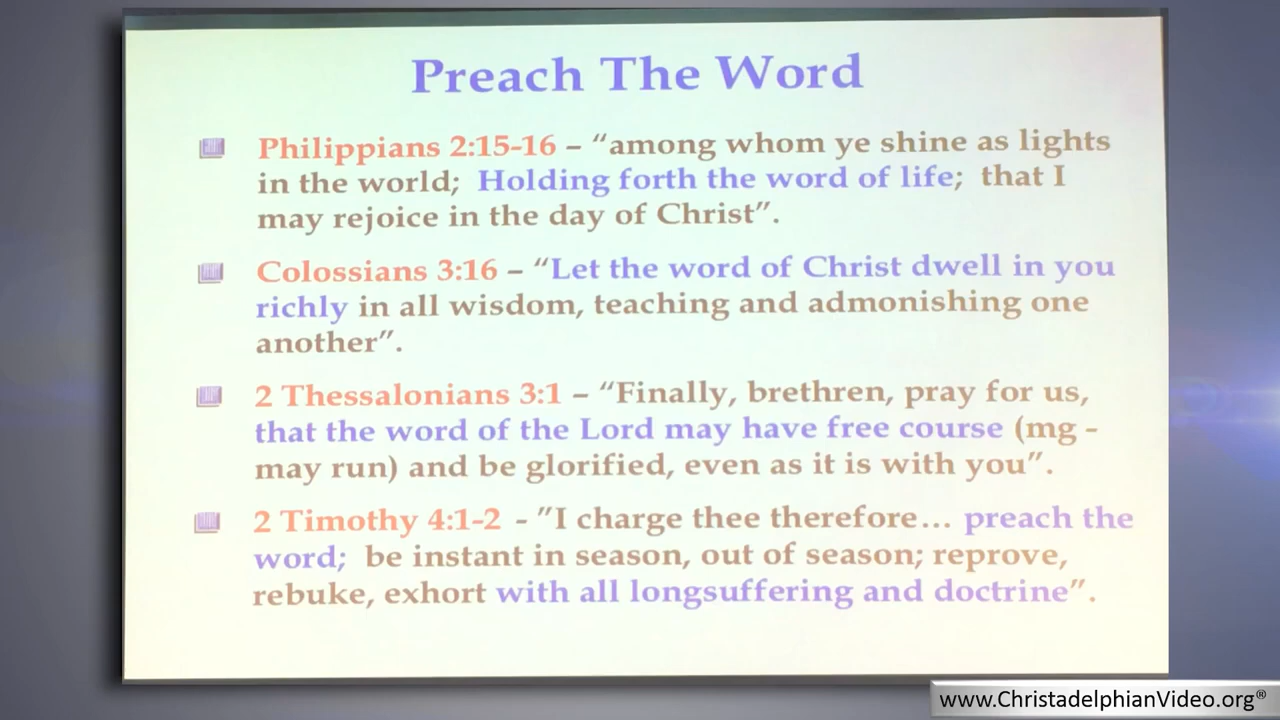 Preach The Word
Philippians 2:15-16 – “among whom ye shine as lights
in the world;  Holding forth the word of life;  that I
may rejoice in the day of Christ”.
Colossians 3:16 – “Let the word of Christ dwell in you
richly in all wisdom, teaching and admonishing one
another”.
2 Thessalonians 3:1 – “Finally, brethren, pray for us,
that the word of the Lord may have free course (mg -
may run) and be glorified, even as it is with you”.
2 Timothy 4:1-2  - ”I charge thee therefore… preach the
word;  be instant in season, out of season; reprove,
rebuke, exhort with all longsuffering and doctrine”.
www.ChristadelphianVideo.org®